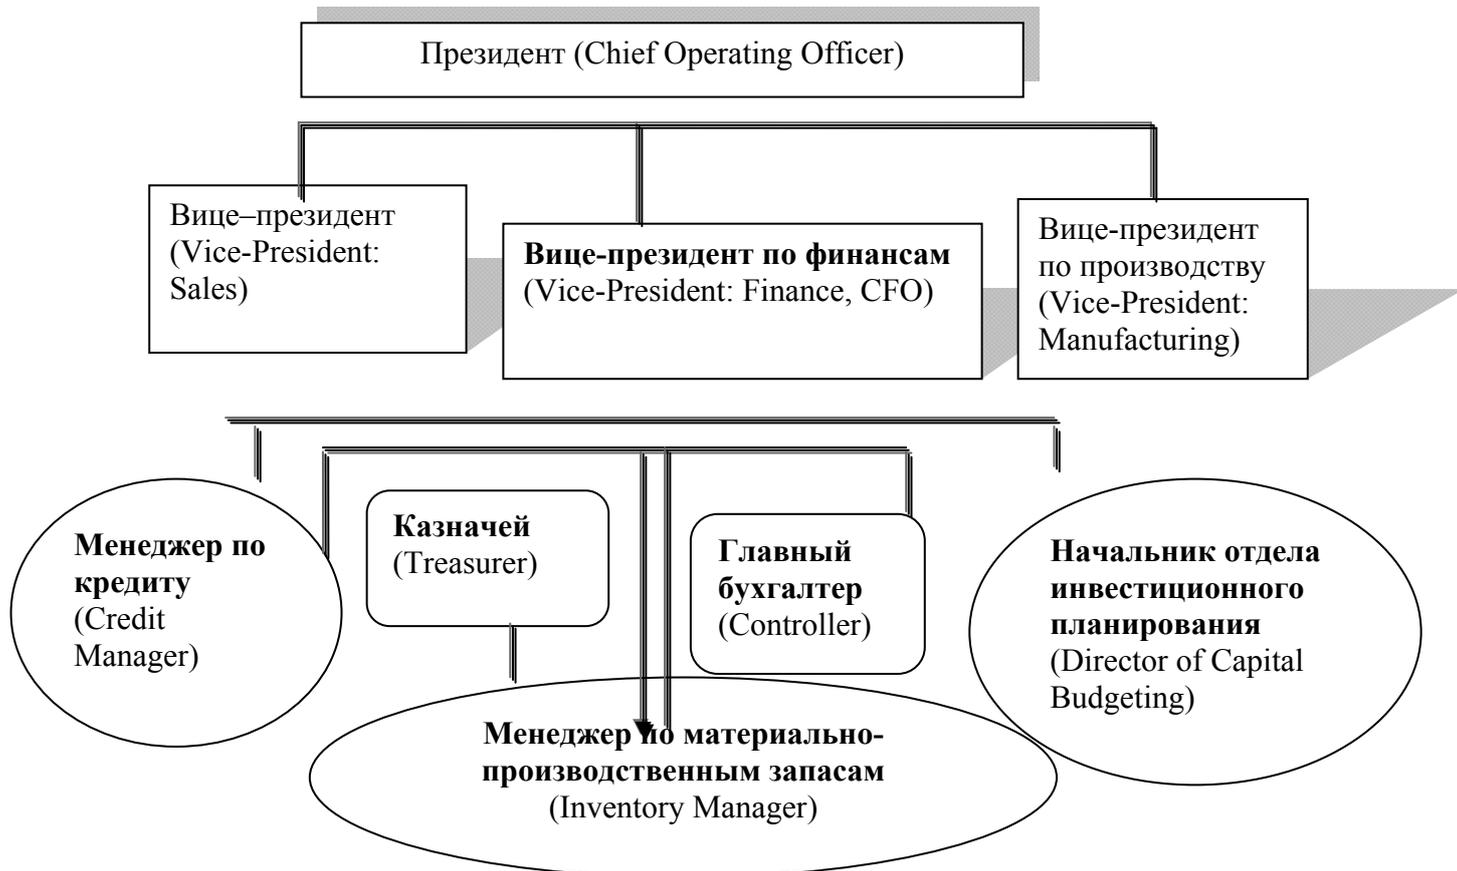 Президент (Chief Operating Officer)
Вице–президент
(Vice-President:
Sales)
Вице-президент по финансам
(Vice-President: Finance, CFO)
Вице-президент
по производству
(Vice-President:
Manufacturing)
Менеджер по
кредиту
(Credit
Manager)
Казначей
(Treasurer)
Главный
бухгалтер
(Controller)
Начальник отдела
инвестиционного
планирования
(Director of Capital
Budgeting)
Менеджер по материально-
производственным запасам
(Inventory Manager)